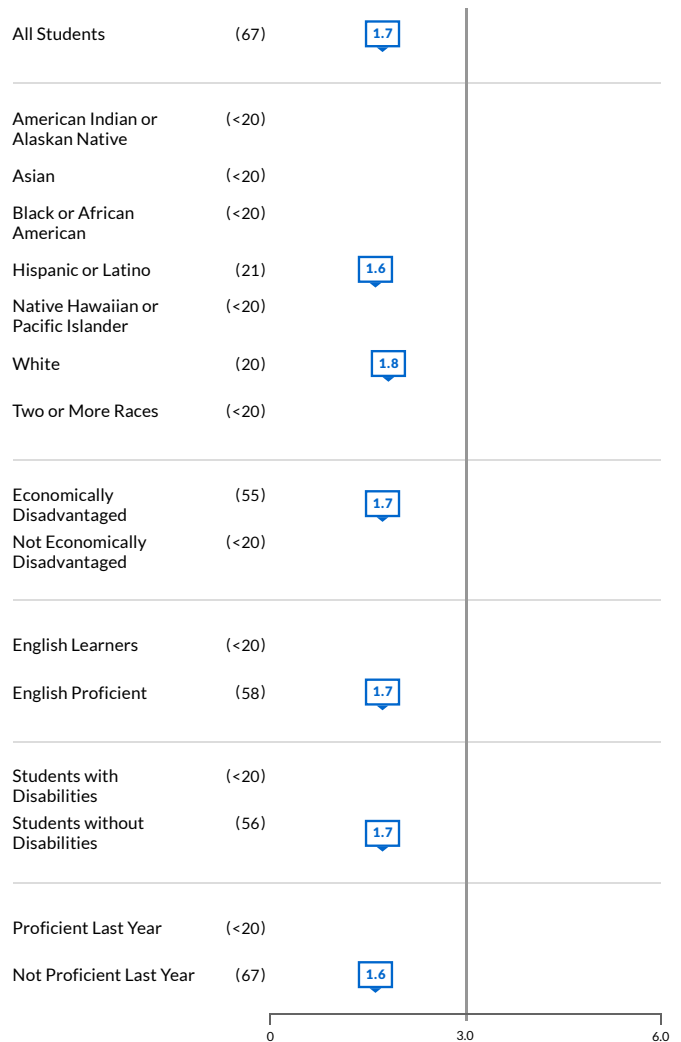 All Students (67) 1.7
American Indian or (<20)
Alaskan Native
Asian (<20)
Black or African (<20)
American
Hispanic or Latino (21) 1.6
Native Hawaiian or (<20)
Pacific Islander
White (20) 1.8
Two or More Races (<20)
Economically (55) 1.7
Disadvantaged
Not Economically (<20)
Disadvantaged
English Learners (<20)
English Proficient (58) 1.7
Students with (<20)
Disabilities
Students without (56) 1.7
Disabilities
Proficient Last Year (<20)
Not Proficient Last Year (67) 1.6
0 3.0 6.0